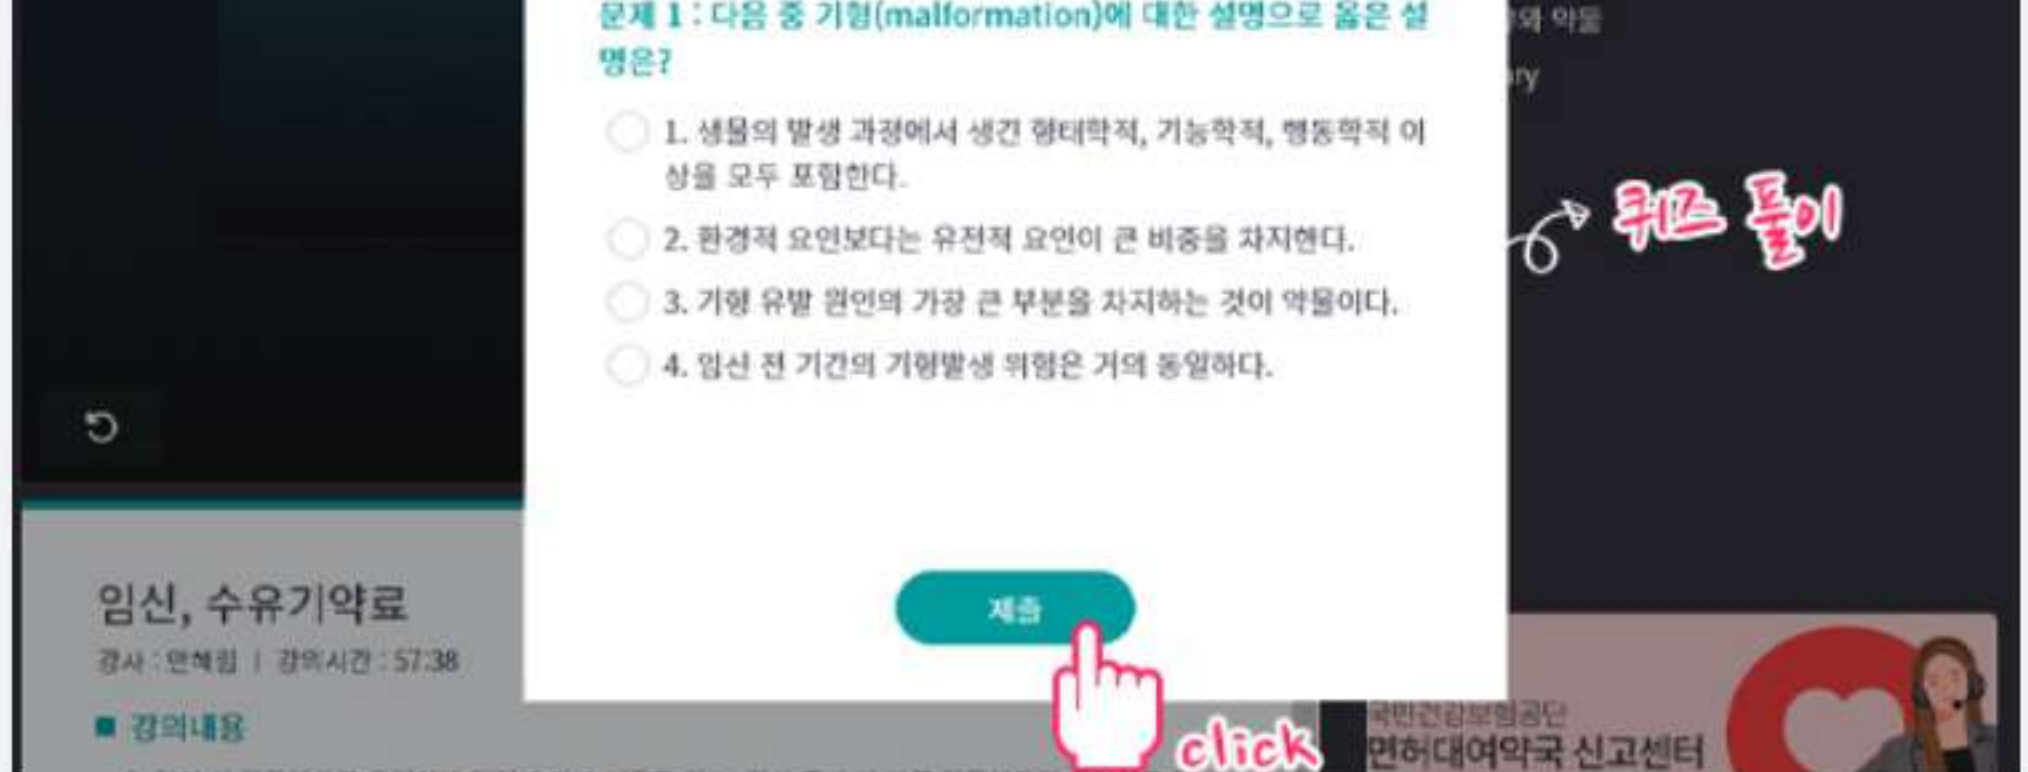 문제 1 : 다음 중 기형(malformation)에 대한 설명으로 옳은 설
명은?
1. 생물의 발생 과정에서 생긴 형태학적, 기능학적, 행동학적 이
상을 모두 포함한다.
2. 환경적 요인보다는 유전적 요인이 큰 비중을 차지한다.
3. 기형 유발 원인의 가장 큰 부분을 차지하는 것이 약물이다.
4. 임신 전 기간의 기형발생 위험은 거의 동일하다.
제출
click
퀴즈 풀이
약물
임신, 수유기약료
강사 : | 강의시간 : 57:38
■ 강의내용
국민건강보험공단
면허대여약국 신고센터